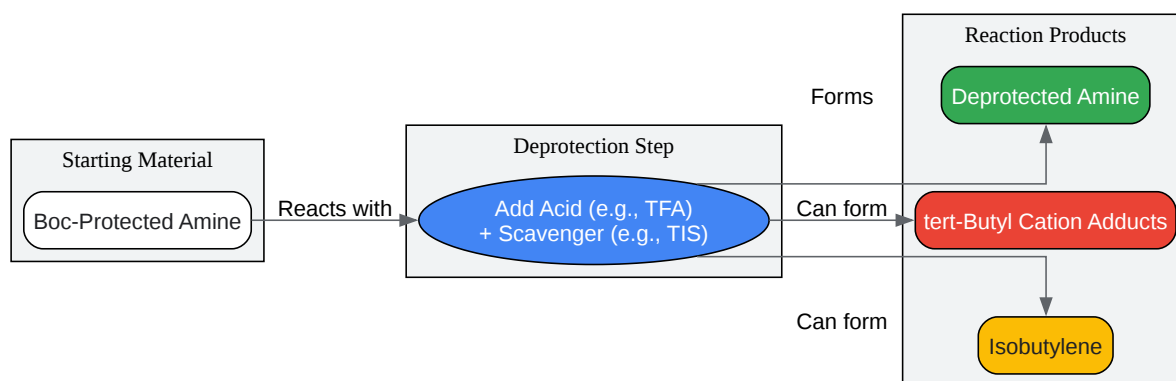 Starting Material
Boc-Protected Amine
Reacts with
Deprotection Step
Add Acid (e.g., TFA)
+ Scavenger (e.g., TIS)
Forms
Can form
Can form
Reaction Products
Deprotected Amine
tert-Butyl Cation Adducts
Isobutylene